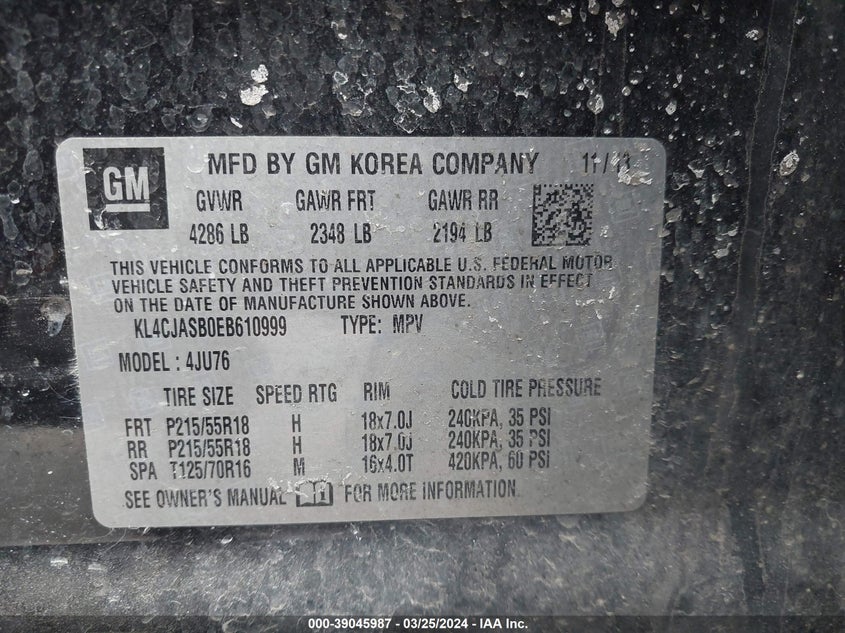 GM
MFD BY GM KOREA COMPANY 11/13
GVWR GAWR FRT GAWR RR
4286 LB 2348 LB 2194 LB
THIS VEHICLE CONFORMS TO ALL APPLICABLE U.S. FEDERAL MOTOR
VEHICLE SAFETY AND THEFT PREVENTION STANDARDS IN EFFECT
ON THE DATE OF MANUFACTURE SHOWN ABOVE.
KL4CJASB0EB610999 TYPE: MPV
MODEL : 4JU76
TIRE SIZE SPEED RTG RIM COLD TIRE PRESSURE
FRT P215/55R18 H 18x7.0J 240KPA, 35 PSI
RR P215/55R18 H 18x7.0J 240KPA, 35 PSI
SPA T125/70R16 M 16x4.0T 420KPA, 60 PSI
SEE OWNER'S MANUAL FOR MORE INFORMATION.
000-39045987 - 03/25/2024 - IAA Inc.